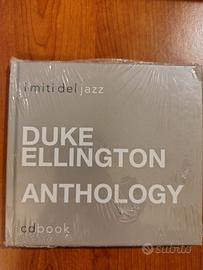 i miti del jazz
DUKE
ELLINGTON
ANTHOLOGY
cdbook
subito